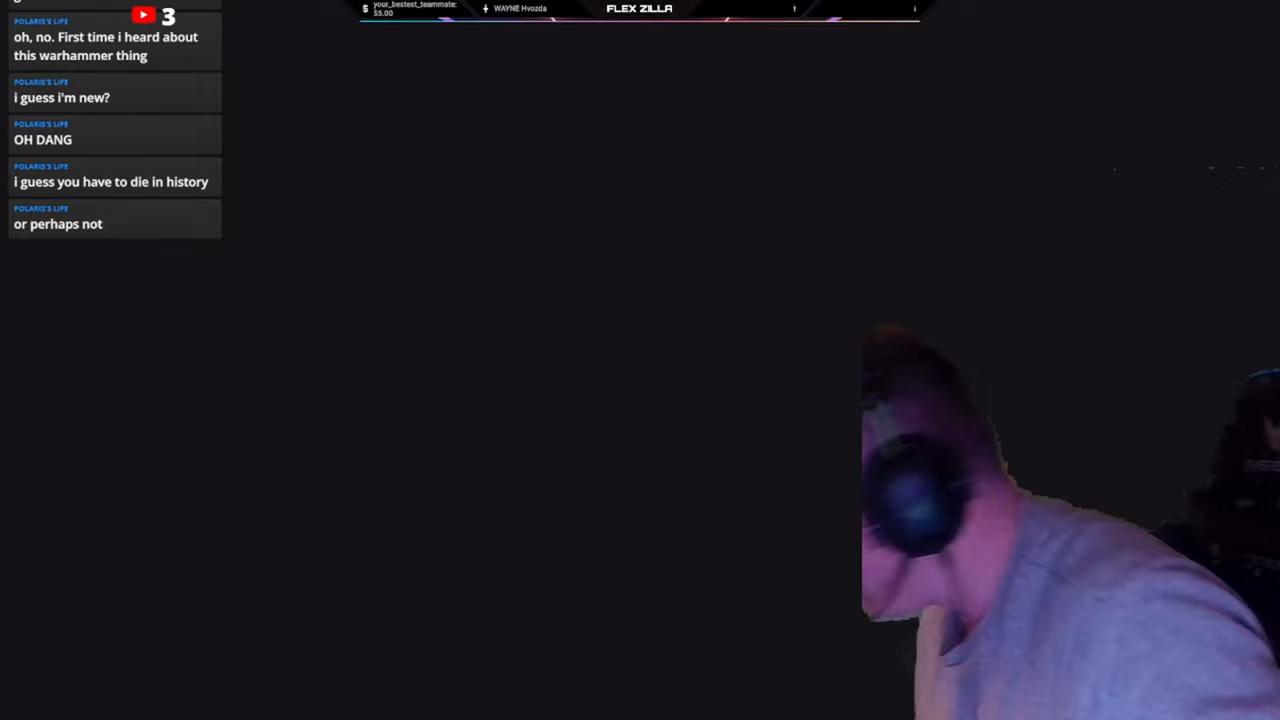 your_bestest_teammate:
$ $5.00
WAYNE Hvozda
FLEX ZILLA
3
POLARIS'S LIFE
oh, no. First time i heard about
this warhammer thing
POLARIS'S LIFE
i guess i'm new?
POLARIS'S LIFE
OH DANG
POLARIS'S LIFE
i guess you have to die in history
POLARIS'S LIFE
or perhaps not